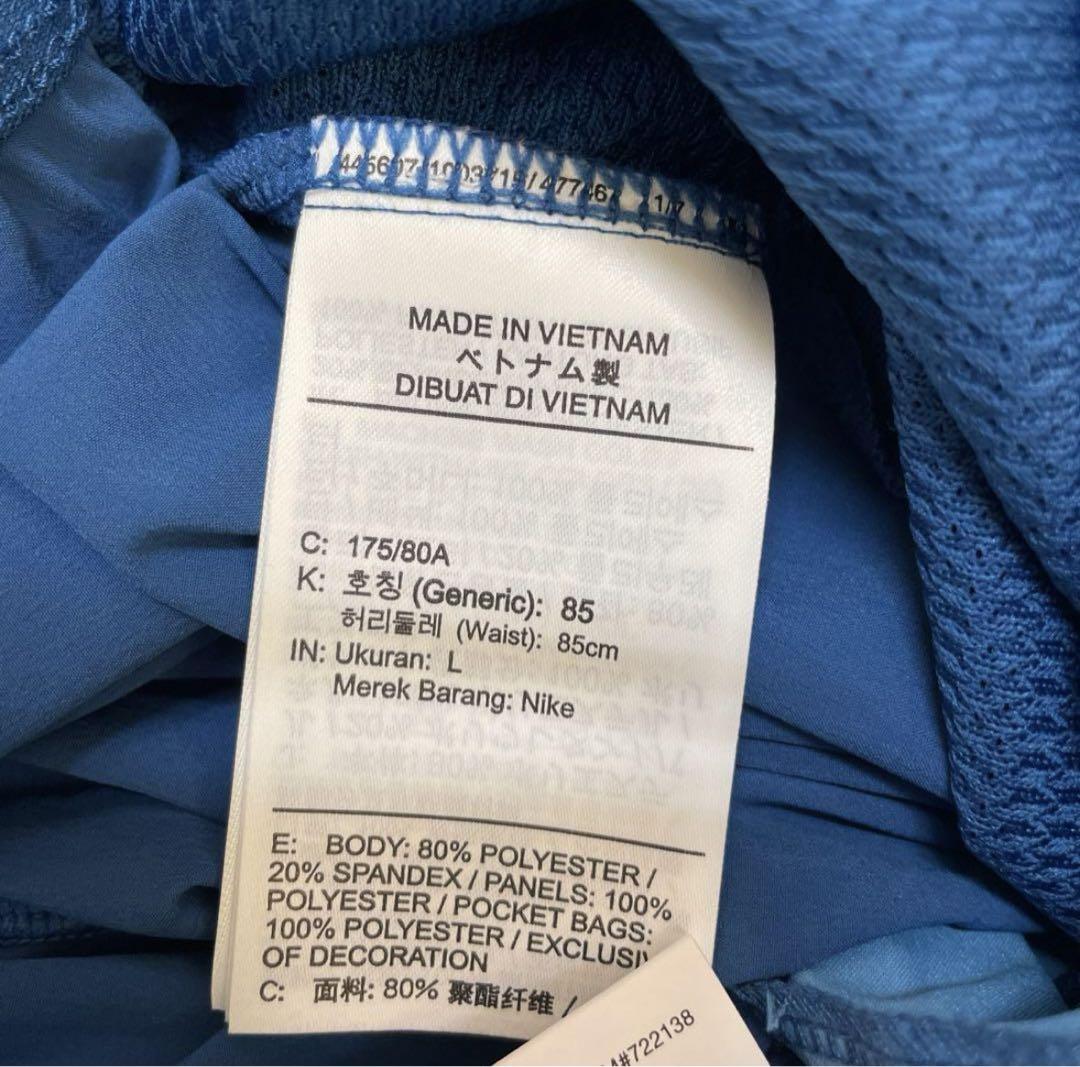 MADE IN VIETNAM
ベトナム製
DIBUAT DI VIETNAM
C: 175/80A
K: 호칭 (Generic): 85
허리둘레 (Waist): 85cm
IN: Ukuran: L
Merek Barang: Nike
E: BODY: 80% POLYESTER /
20% SPANDEX / PANELS: 100%
POLYESTER / POCKET BAGS:
100% POLYESTER / EXCLUSIV
OF DECORATION
C: 面料: 80% 聚酯纤维 /
#722138